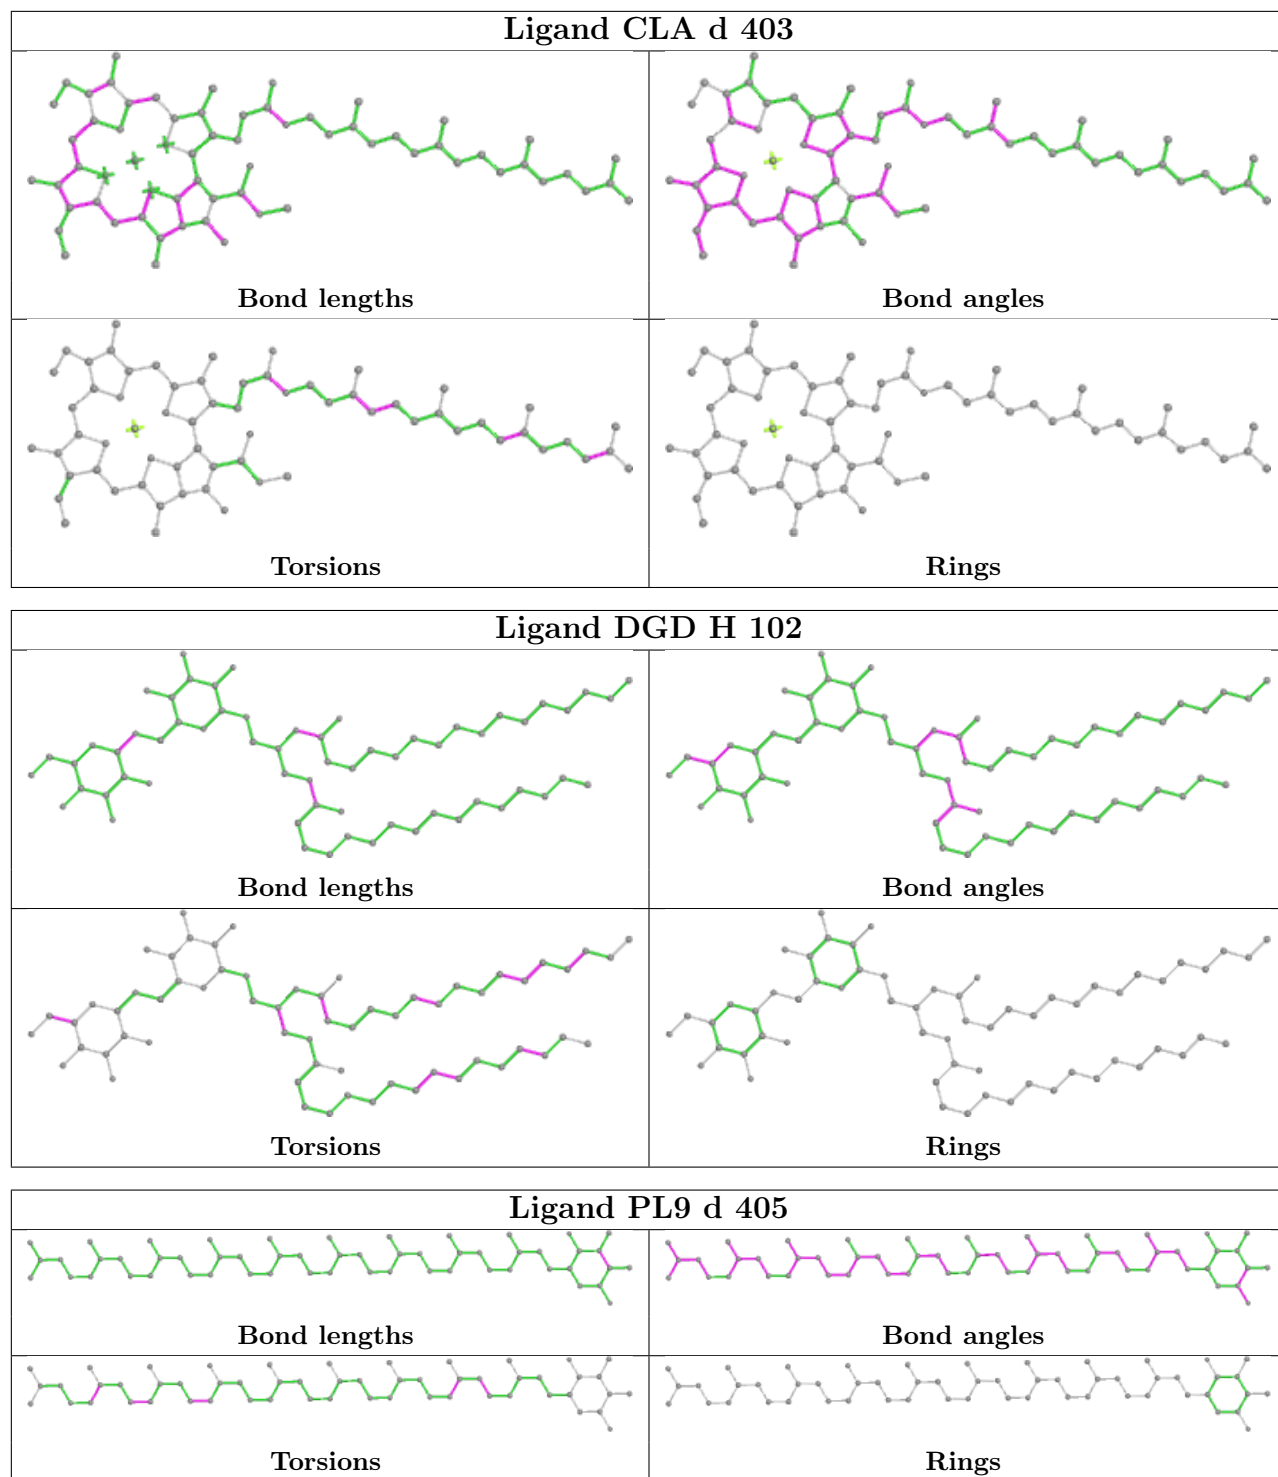 Ligand CLA d 403
Bond lengths
Bond angles
Torsions
Rings
Ligand DGD H 102
Bond lengths
Bond angles
Torsions
Rings
Ligand PL9 d 405
Bond lengths
Bond angles
Torsions
Rings